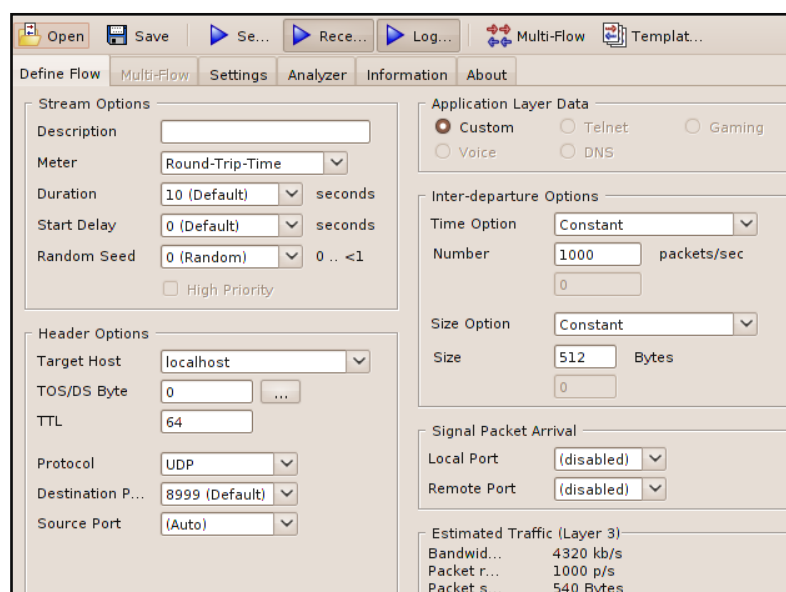 Open Save Se... Rece... Log... Multi-Flow Templat...
Define Flow Multi-Flow Settings Analyzer Information About
Stream Options
Description
Meter Round-Trip-Time
Duration 10 (Default) seconds
Start Delay 0 (Default) seconds
Random Seed 0 (Random) 0 .. <1
High Priority
Header Options
Target Host localhost
TOS/DS Byte 0 ...
TTL 64
Protocol UDP
Destination P... 8999 (Default)
Source Port (Auto)
Application Layer Data
Custom Telnet Gaming
Voice DNS
Inter-departure Options
Time Option Constant
Number 1000 packets/sec
0
Size Option Constant
Size 512 Bytes
0
Signal Packet Arrival
Local Port (disabled)
Remote Port (disabled)
Estimated Traffic (Layer 3)
Bandwid... 4320 kb/s
Packet r... 1000 p/s
Packet s... 540 Bytes